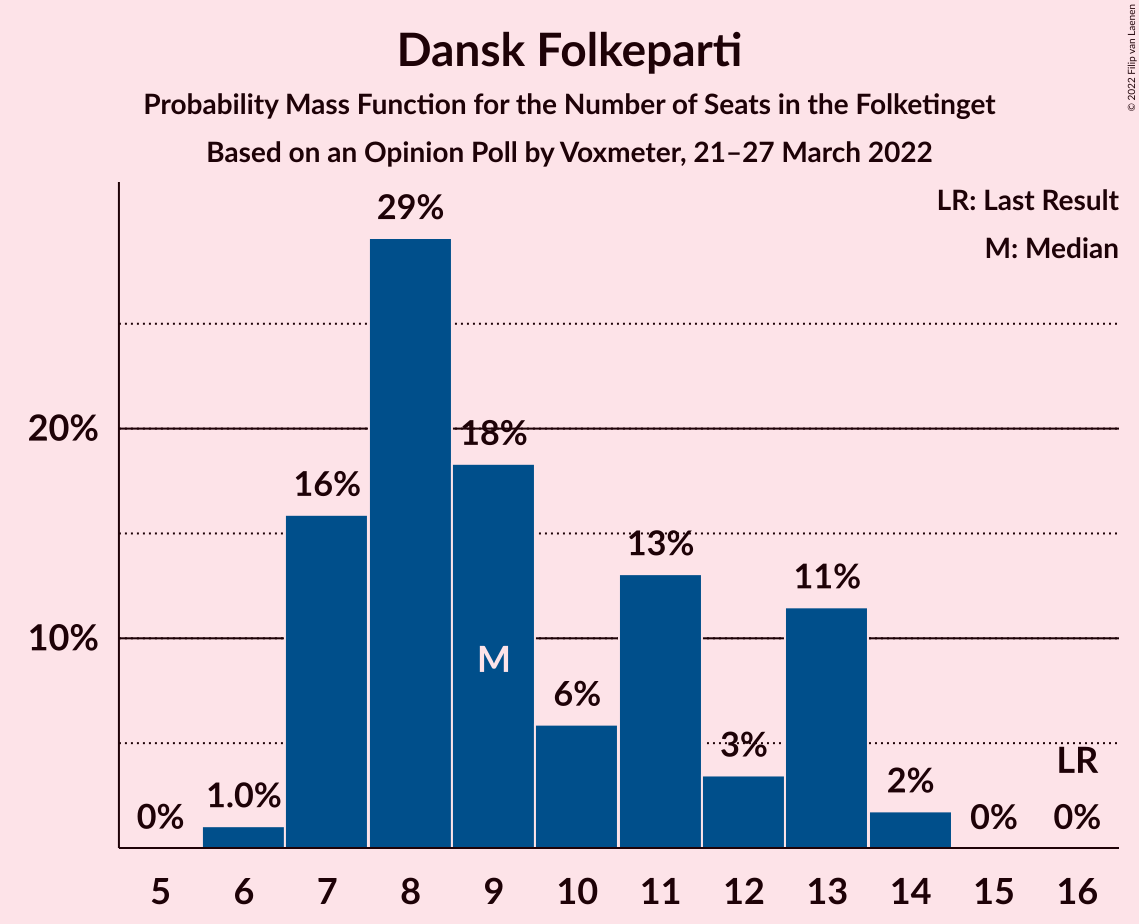 Dansk Folkeparti
Probability Mass Function for the Number of Seats in the Folketinget
Based on an Opinion Poll by Voxmeter, 21–27 March 2022
© 2022 Filip van Laenen
LR: Last Result
M: Median
29%
20%
18%
16%
13%
11%
10%
M
6%
3%
LR
2%
1.0%
0%
0%
0%
5 6 7 8 9 10 11 12 13 14 15 16